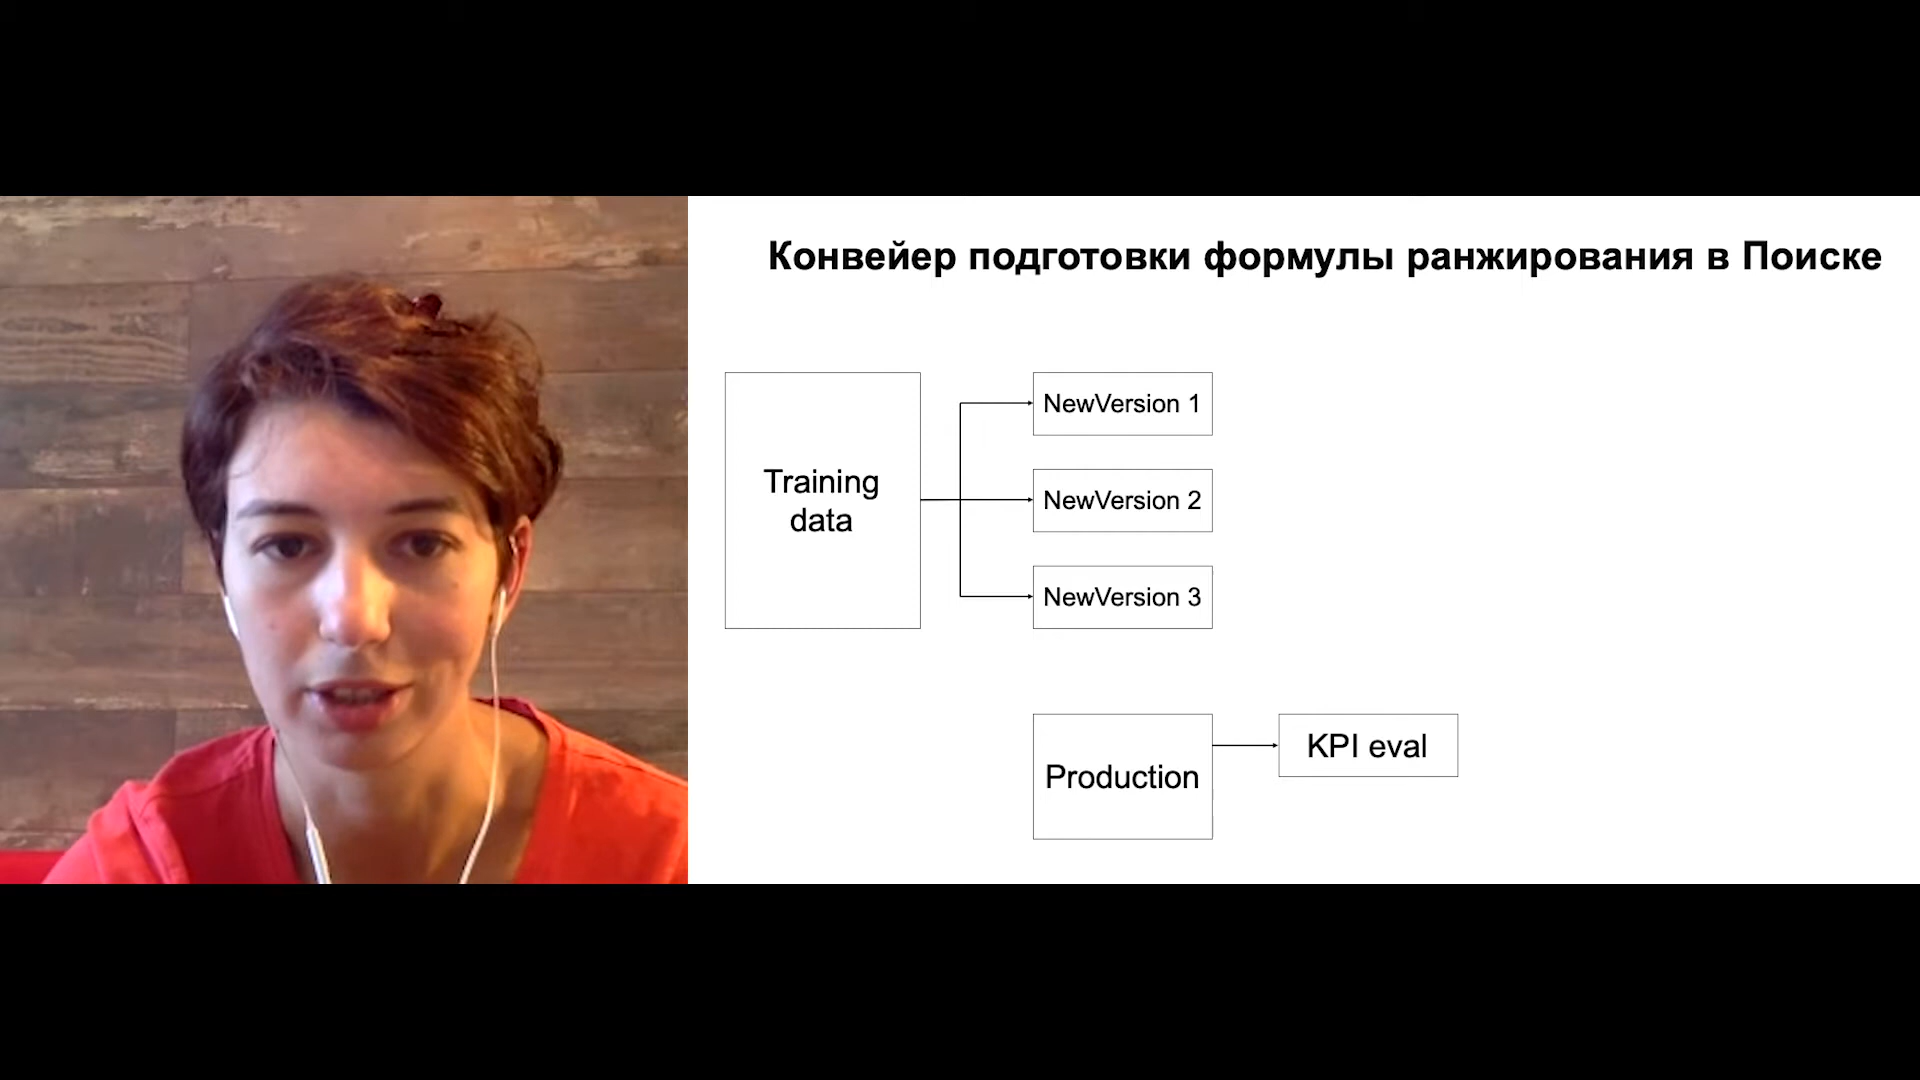 Конвейер подготовки формулы ранжирования в Поиске
Training
data
NewVersion 1
NewVersion 2
NewVersion 3
Production
KPI eval